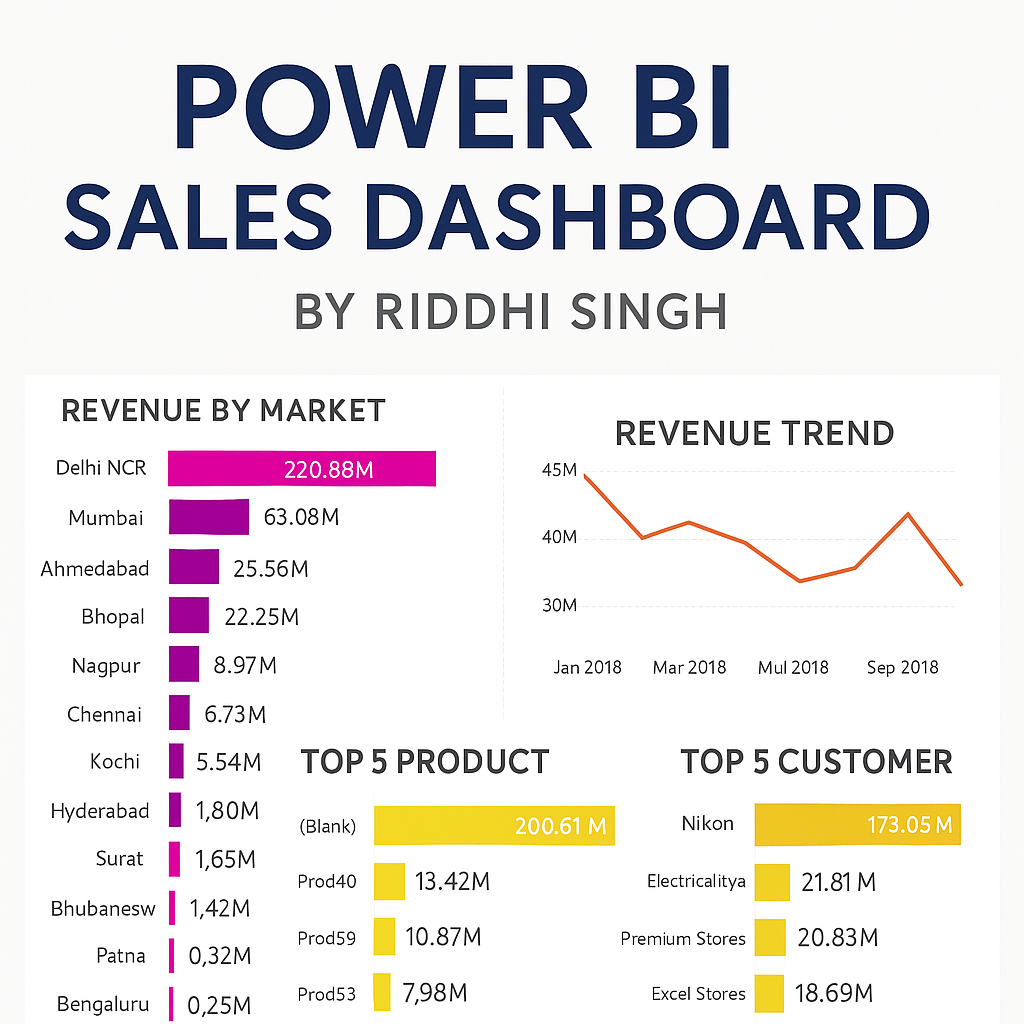 POWER BI
SALES DASHBOARD
BY RIDDHI SINGH
REVENUE BY MARKET
Delhi NCR 220.88M
Mumbai 63.08M
Ahmedabad 25.56M
Bhopal 22.25M
Nagpur 8.97M
Chennai 6.73M
Kochi 5.54M
Hyderabad 1,80M
Surat 1,65M
Bhubanesw 1,42M
Patna 0,32M
Bengaluru 0,25M
REVENUE TREND
45M
40M
30M
Jan 2018 Mar 2018 Mul 2018 Sep 2018
TOP 5 PRODUCT
(Blank) 200.61 M
Prod40 13.42M
Prod59 10.87M
Prod53 7,98M
TOP 5 CUSTOMER
Nikon 173.05 M
Electricalitya 21.81 M
Premium Stores 20.83M
Excel Stores 18.69M